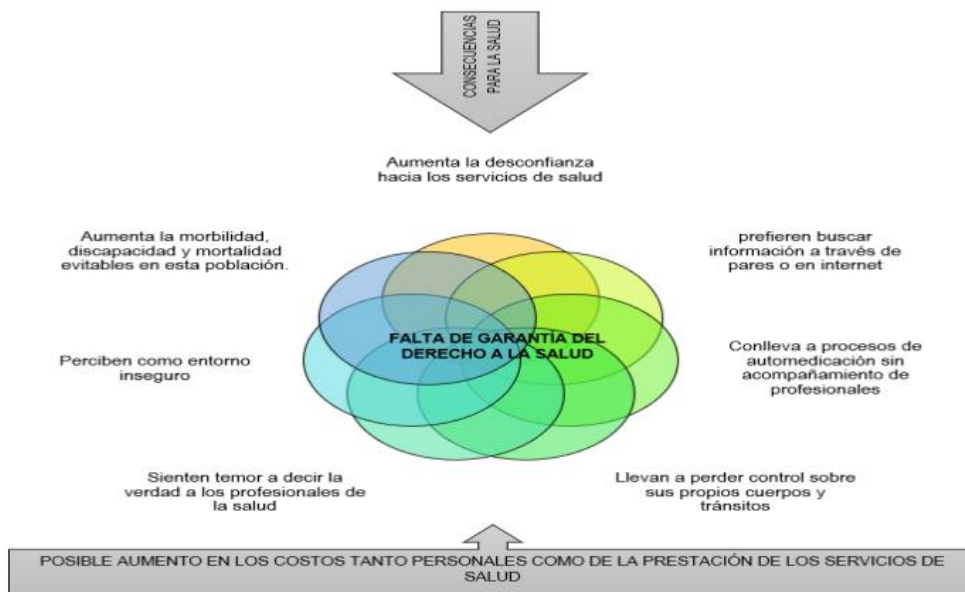 CONSECUENCIAS
PARA LA SALUD
Aumenta la desconfianza
hacia los servicios de salud
Aumenta la morbilidad,
discapacidad y mortalidad
evitables en esta población.
prefieren buscar
información a través de
pares o en internet
FALTA DE GARANTÍA DEL
DERECHO A LA SALUD
Perciben como entorno
inseguro
Conlleva a procesos de
automedicación sin
acompañamiento de
profesionales
Sienten temor a decir la
verdad a los profesionales de
la salud
Llevan a perder control sobre
sus propios cuerpos y
tránsitos
POSIBLE AUMENTO EN LOS COSTOS TANTO PERSONALES COMO DE LA PRESTACIÓN DE LOS SERVICIOS DE
SALUD